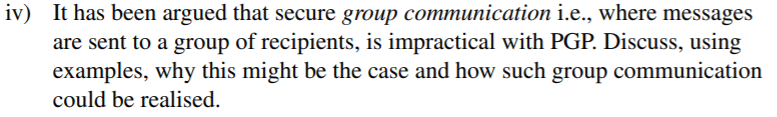 iv) It has been argued that secure group communication i.e., where messages
are sent to a group of recipients, is impractical with PGP. Discuss, using
examples, why this might be the case and how such group communication
could be realised.